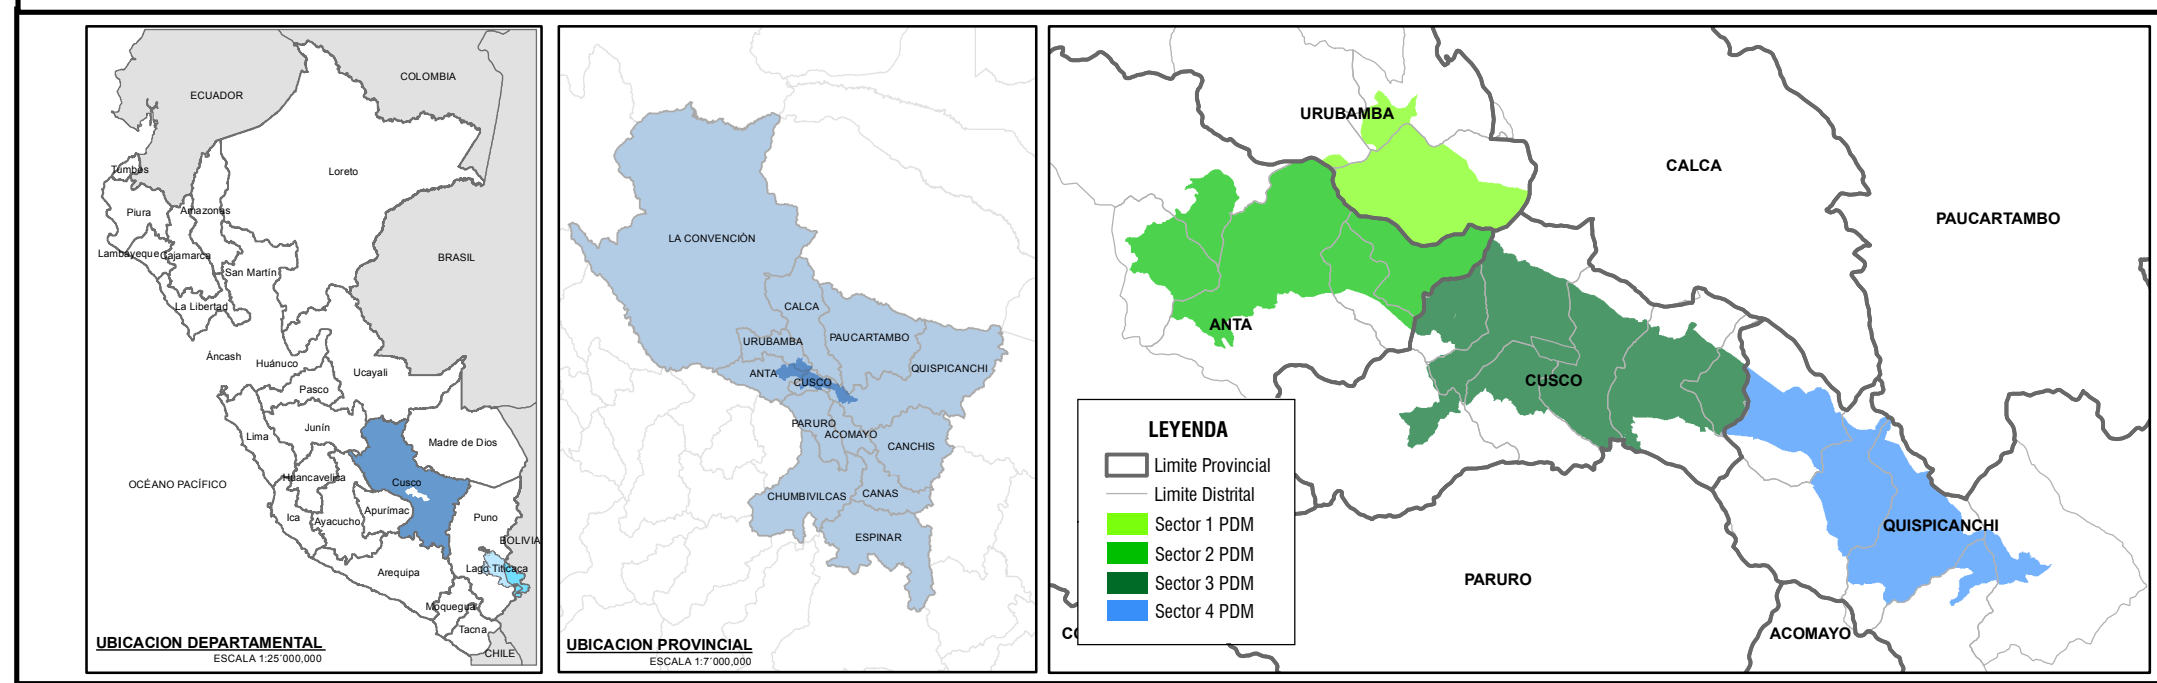 COLOMBIA
ECUADOR
Tumbes
Loreto
Piura
Amazonas
Lambayeque
Cajamarca
San Martín
BRASIL
La Libertad
Áncash
Huánuco
Ucayali
Pasco
Junín
Lima
Madre de Dios
Huancavelica
Cusco
OCÉANO PACÍFICO
Ica
Ayacucho
Apurímac
Puno
BOLIVIA
Lago Titicaca
Arequipa
Moquegua
Tacna
CHILE
UBICACION DEPARTAMENTAL
ESCALA 1:25´000,000
LA CONVENCIÓN
CALCA
URUBAMBA
PAUCARTAMBO
ANTA
CUSCO
QUISPICANCHI
PARURO
ACOMAYO
CANCHIS
CHUMBIVILCAS
CANAS
ESPINAR
UBICACION PROVINCIAL
ESCALA 1:7´000,000
URUBAMBA
CALCA
PAUCARTAMBO
ANTA
CUSCO
QUISPICANCHI
PARURO
ACOMAYO
LEYENDA
Limite Provincial
Limite Distrital
Sector 1 PDM
Sector 2 PDM
Sector 3 PDM
Sector 4 PDM